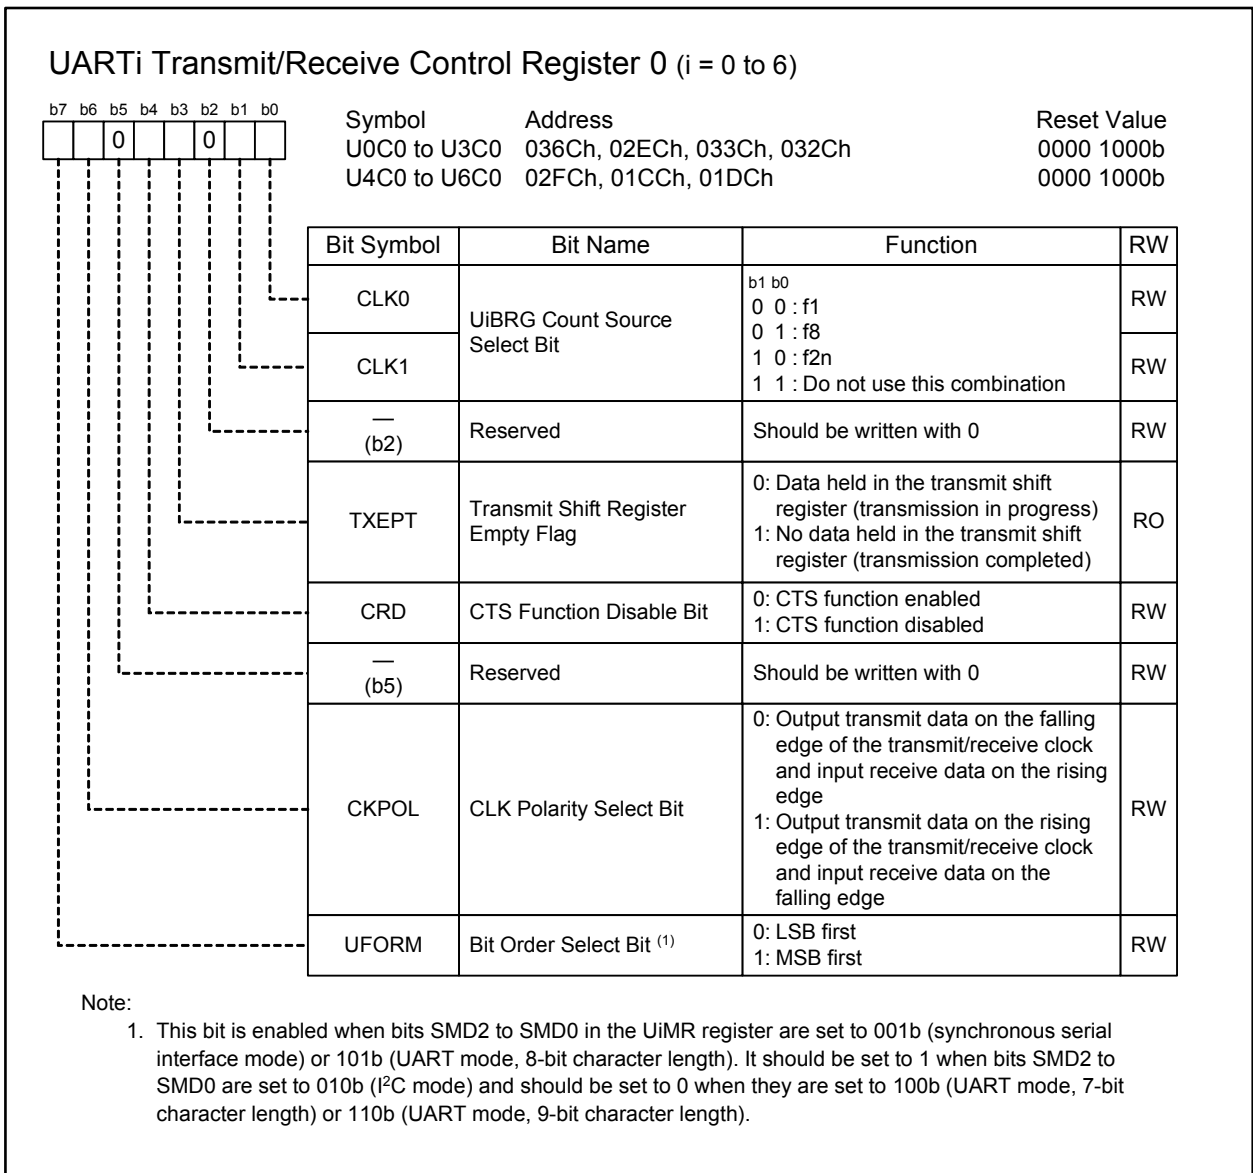 UARTi Transmit/Receive Control Register 0 (i = 0 to 6)
b7 b6 b5 b4 b3 b2 b1 b0
0 0
Symbol Address Reset Value
U0C0 to U3C0 036Ch, 02ECh, 033Ch, 032Ch 0000 1000b
U4C0 to U6C0 02FCh, 01CCh, 01DCh 0000 1000b
Bit Symbol Bit Name Function RW
CLK0 RW
CLK1 RW
UiBRG Count Source
Select Bit
b1 b0
0 0 : f1
0 1 : f8
1 0 : f2n
1 1 : Do not use this combination
—
(b2) Reserved Should be written with 0 RW
TXEPT
Transmit Shift Register
Empty Flag
0: Data held in the transmit shift
register (transmission in progress)
1: No data held in the transmit shift
register (transmission completed)
RO
CRD CTS Function Disable Bit
0: CTS function enabled
1: CTS function disabled
RW
—
(b5) Reserved Should be written with 0 RW
CKPOL CLK Polarity Select Bit
0: Output transmit data on the falling
edge of the transmit/receive clock
and input receive data on the rising
edge
1: Output transmit data on the rising
edge of the transmit/receive clock
and input receive data on the
falling edge
RW
UFORM Bit Order Select Bit (1)
0: LSB first
1: MSB first
RW
Note:
1. This bit is enabled when bits SMD2 to SMD0 in the UiMR register are set to 001b (synchronous serial
interface mode) or 101b (UART mode, 8-bit character length). It should be set to 1 when bits SMD2 to
SMD0 are set to 010b (I²C mode) and should be set to 0 when they are set to 100b (UART mode, 7-bit
character length) or 110b (UART mode, 9-bit character length).